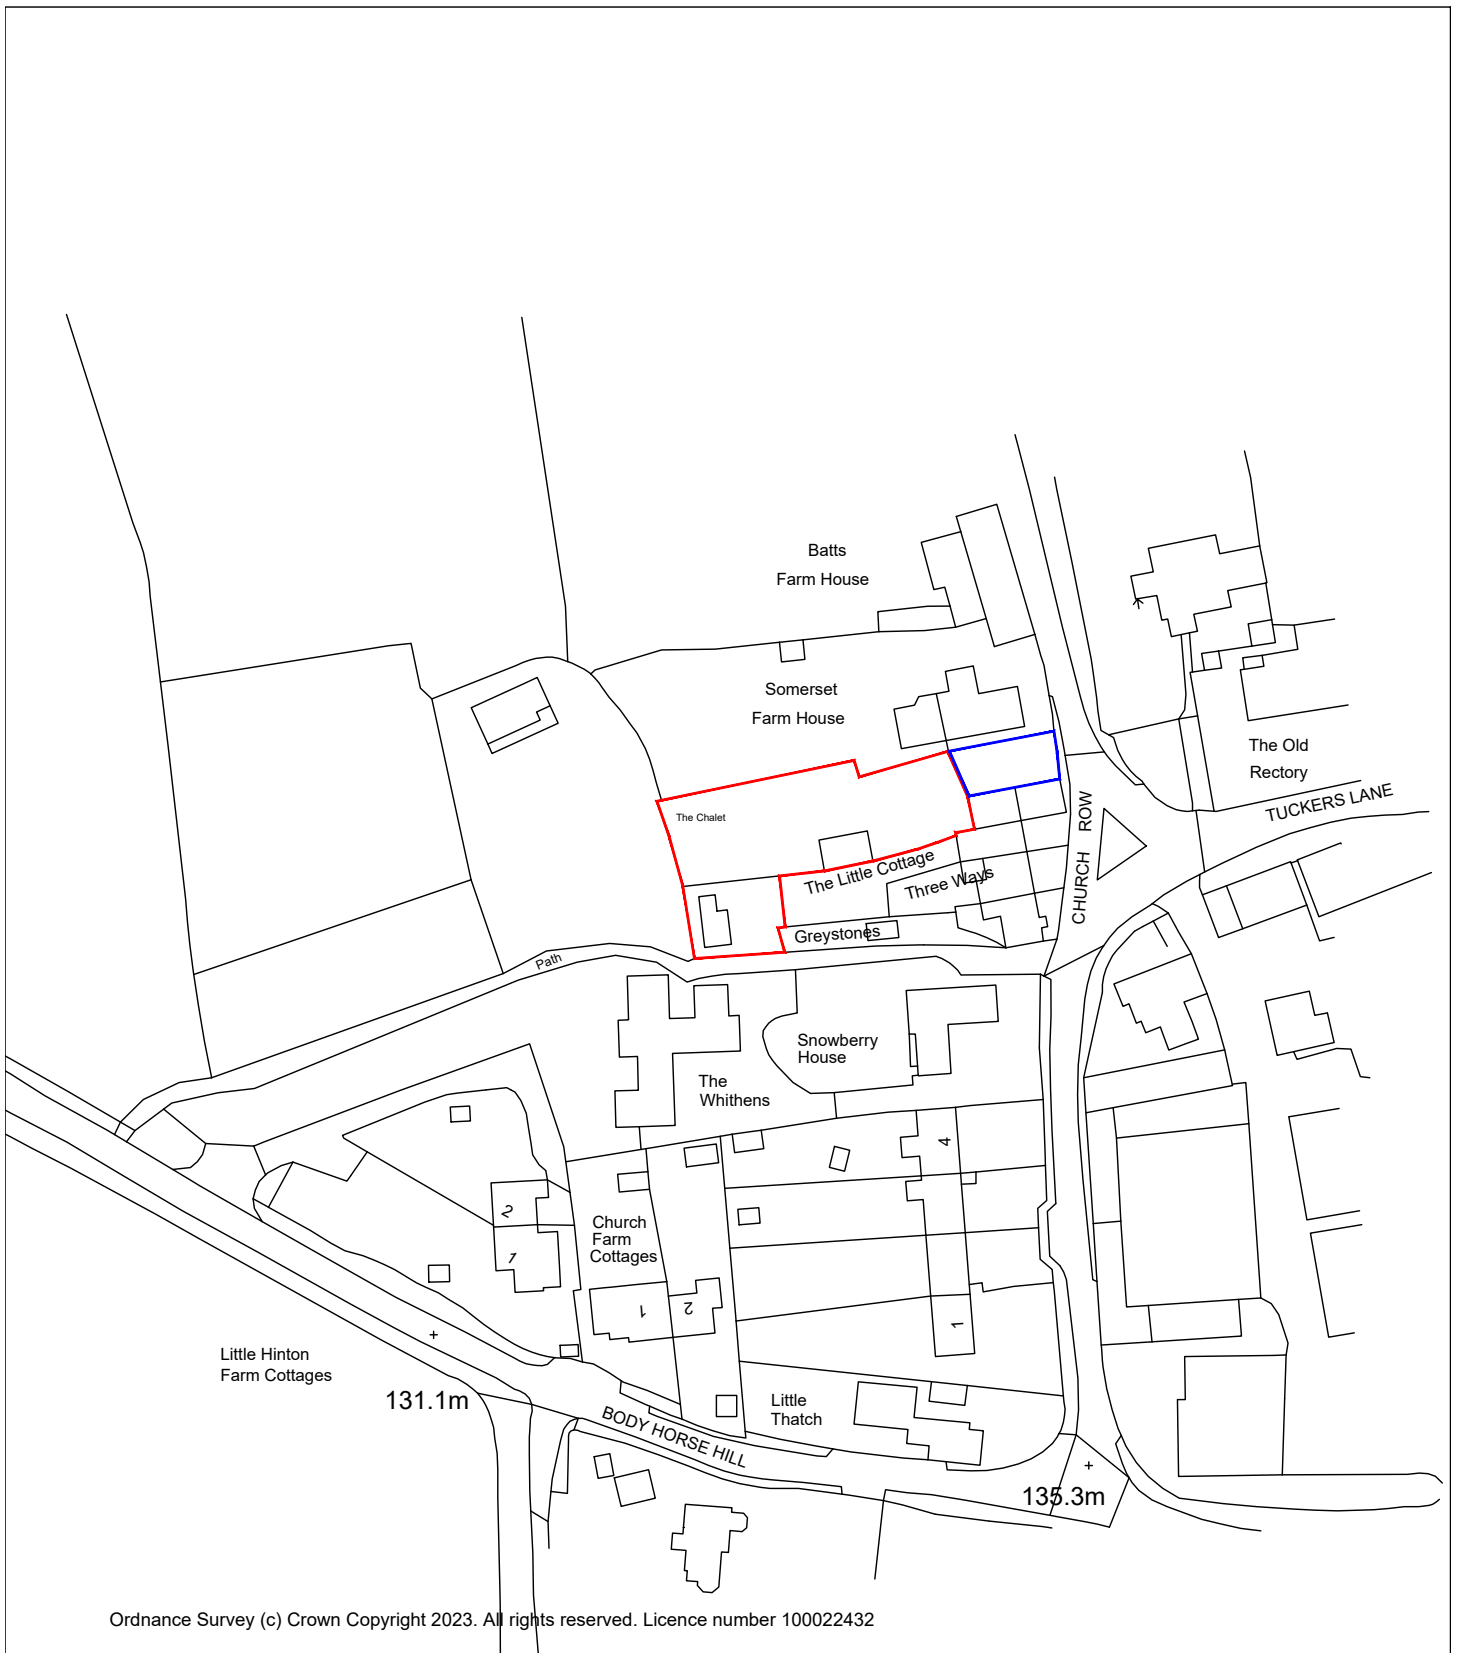 Batts
Farm House
Somerset
Farm House
The Old
Rectory
TUCKERS LANE
The Chalet
CHURCH ROW
The Little Cottage
Three Ways
Greystones
Path
Snowberry
House
The
Whithens
4
2
1
Church
Farm
Cottages
1
2
1
Little Hinton
Farm Cottages
131.1m
Little
Thatch
BODY HORSE HILL
135.3m
Ordnance Survey (c) Crown Copyright 2023. All rights reserved. Licence number 100022432